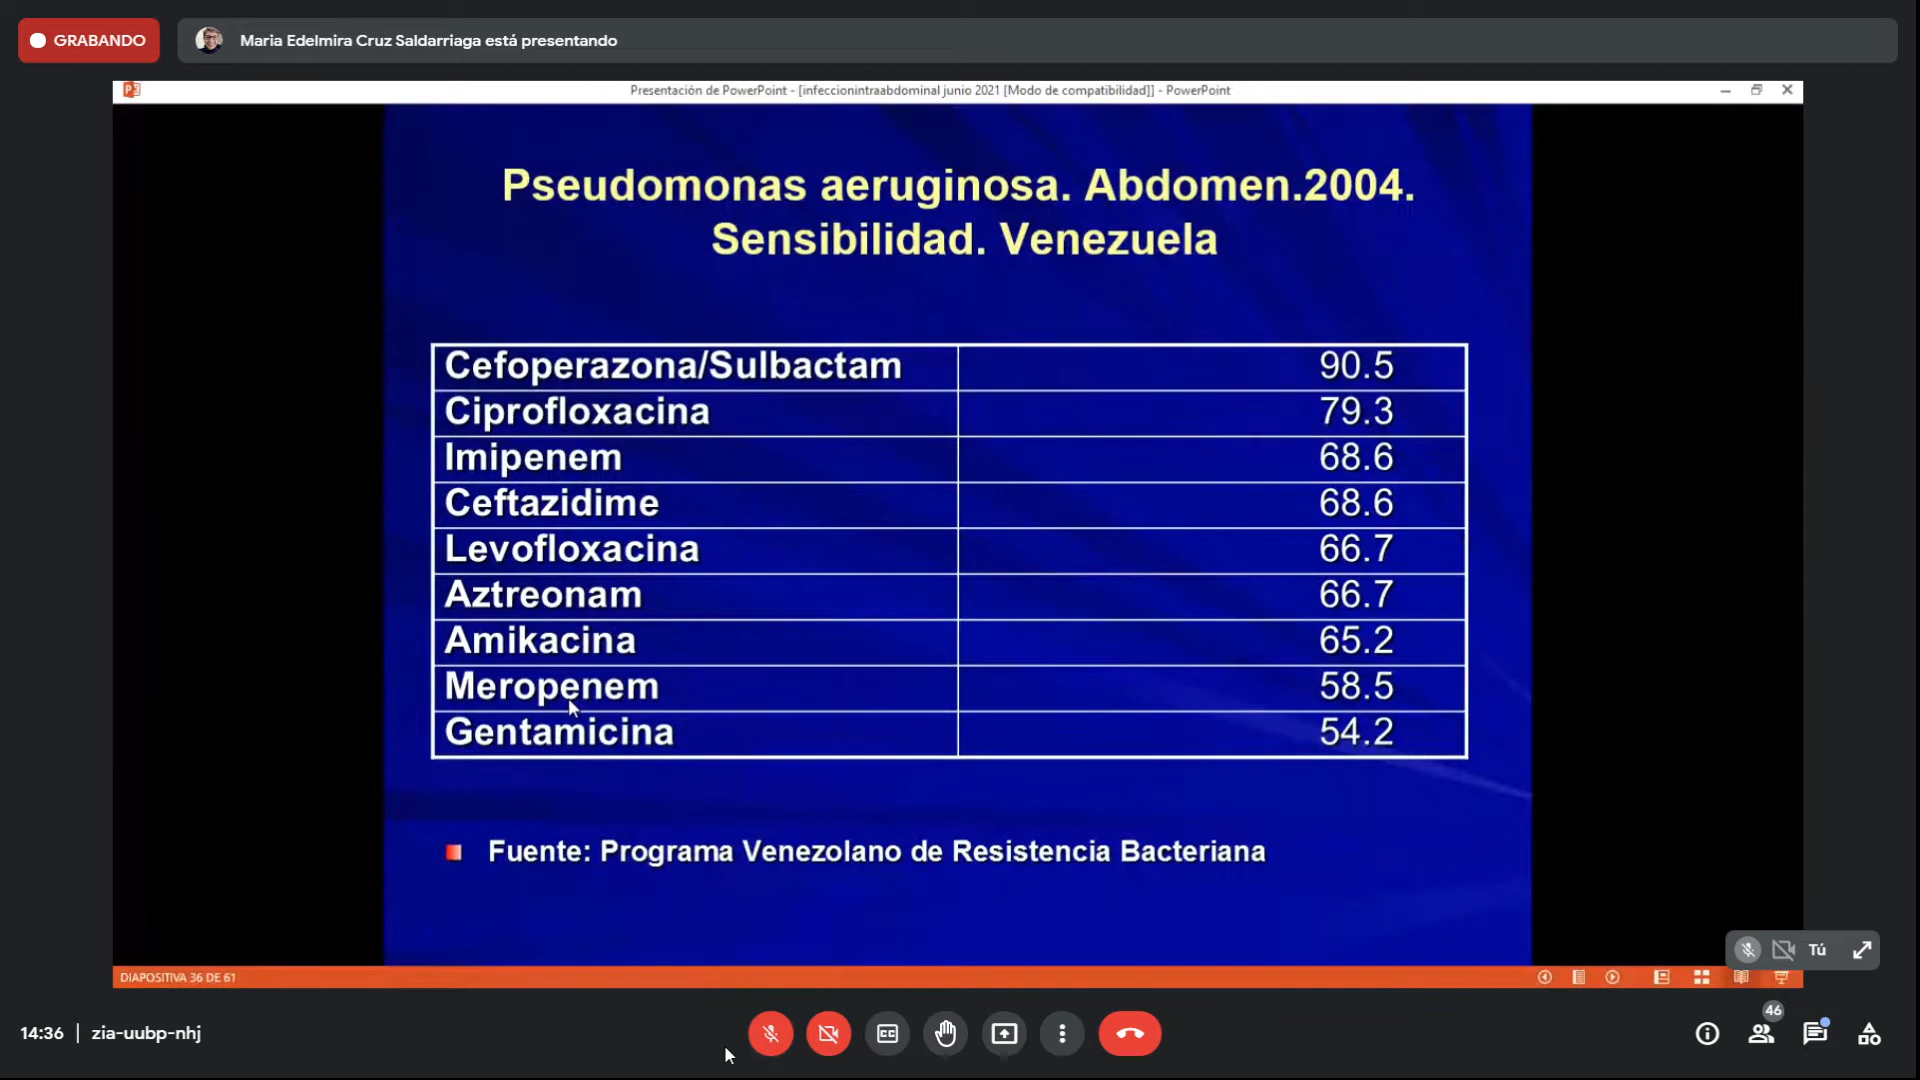 GRABANDO
Maria Edelmira Cruz Saldarriaga está presentando
Presentación de PowerPoint - [infeccionintraabdominal junio 2021 [Modo de compatibilidad]] - PowerPoint
Pseudomonas aeruginosa. Abdomen.2004.
Sensibilidad. Venezuela
Cefoperazona/Sulbactam 90.5
Ciprofloxacina 79.3
Imipenem 68.6
Ceftazidime 68.6
Levofloxacina 66.7
Aztreonam 66.7
Amikacina 65.2
Meropenem 58.5
Gentamicina 54.2
Fuente: Programa Venezolano de Resistencia Bacteriana
Tú
DIAPOSITIVA 36 DE 61
46
14:36 | zia-uubp-nhj
CC